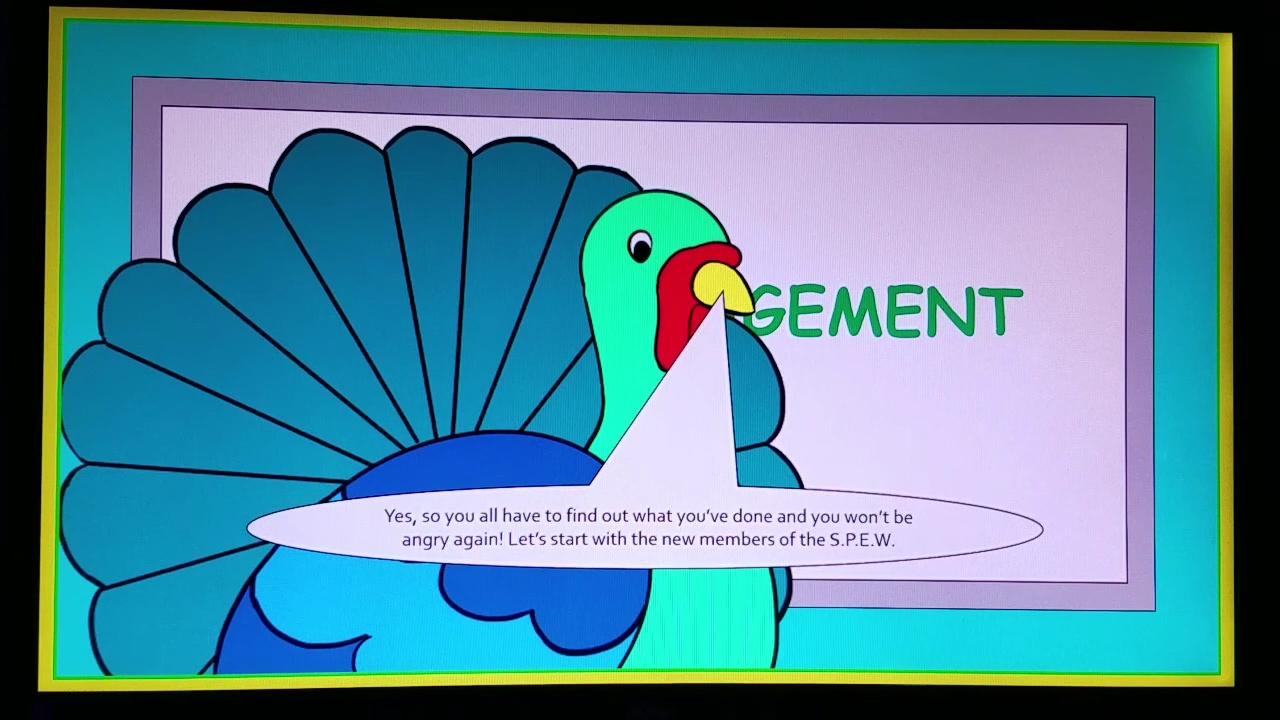 GEMENT
Yes, so you all have to find out what you've done and you won't be
angry again! Let's start with the new members of the S.P.E.W.